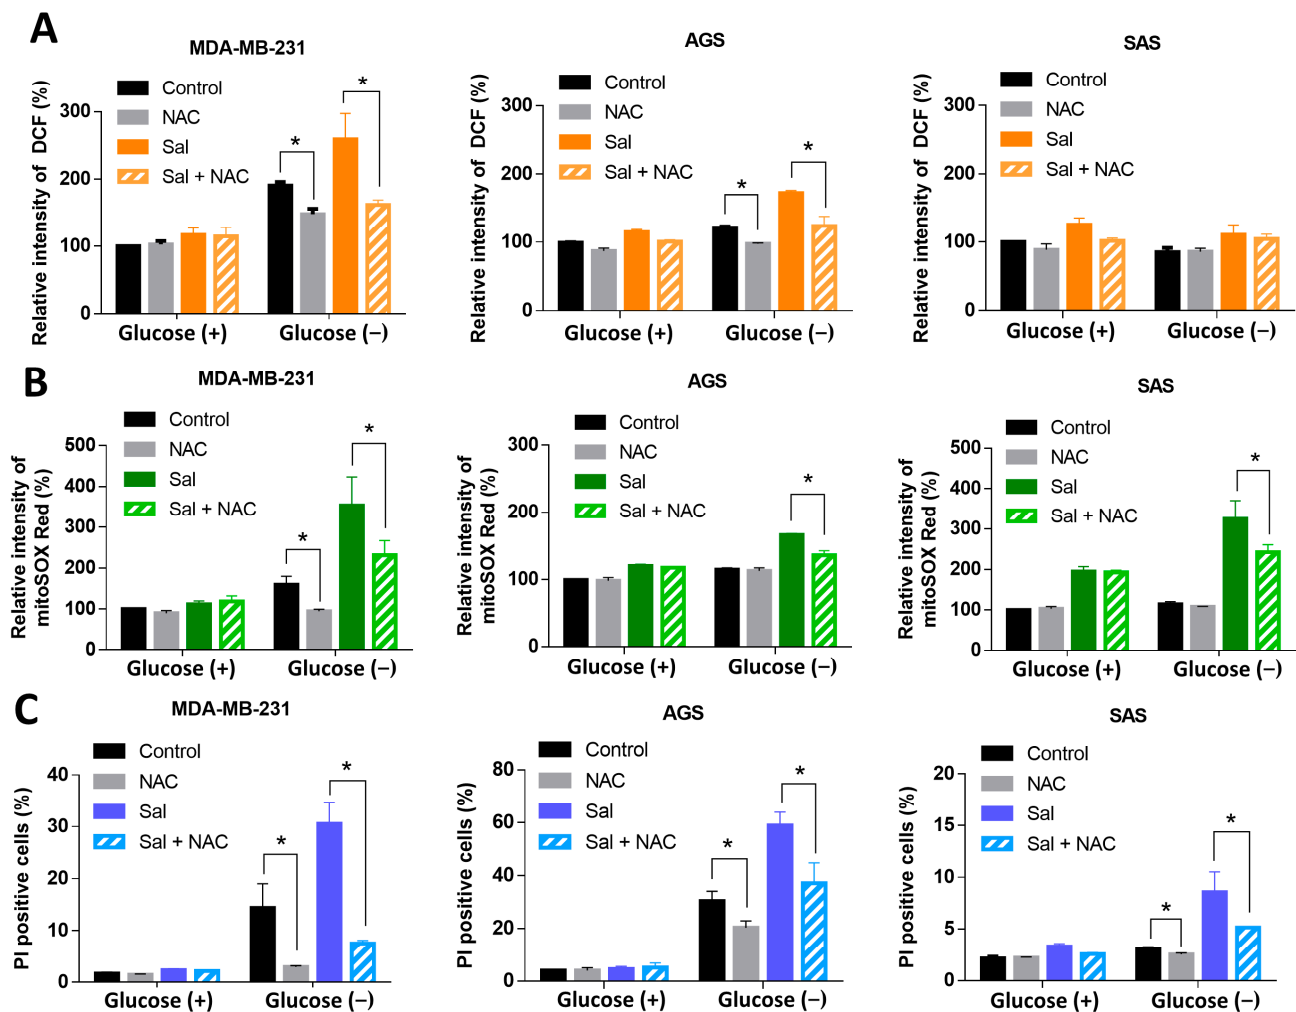 A
MDA-MB-231
Relative intensity of DCF (%)
300
200
100
0
Control
NAC
Sal
Sal + NAC
*
*
Glucose (+)
Glucose (−)
AGS
Relative intensity of DCF (%)
300
200
100
0
Control
NAC
Sal
Sal + NAC
*
*
Glucose (+)
Glucose (−)
SAS
Relative intensity of DCF (%)
300
200
100
0
Control
NAC
Sal
Sal + NAC
Glucose (+)
Glucose (−)
B
MDA-MB-231
Relative intensity of
mitoSOX Red (%)
500
400
300
200
100
0
Control
NAC
Sal
Sal + NAC
*
*
Glucose (+)
Glucose (−)
AGS
Relative intensity of
mitoSOX Red (%)
300
200
100
0
Control
NAC
Sal
Sal + NAC
*
Glucose (+)
Glucose (−)
SAS
Relative intensity of
mitoSOX Red (%)
500
400
300
200
100
0
Control
NAC
Sal
Sal + NAC
*
Glucose (+)
Glucose (−)
C
MDA-MB-231
PI positive cells (%)
40
30
20
10
0
Control
NAC
Sal
Sal + NAC
*
*
Glucose (+)
Glucose (−)
AGS
PI positive cells (%)
80
60
40
20
0
Control
NAC
Sal
Sal + NAC
*
*
Glucose (+)
Glucose (−)
SAS
PI positive cells (%)
20
15
10
5
0
Control
NAC
Sal
Sal + NAC
*
*
Glucose (+)
Glucose (−)